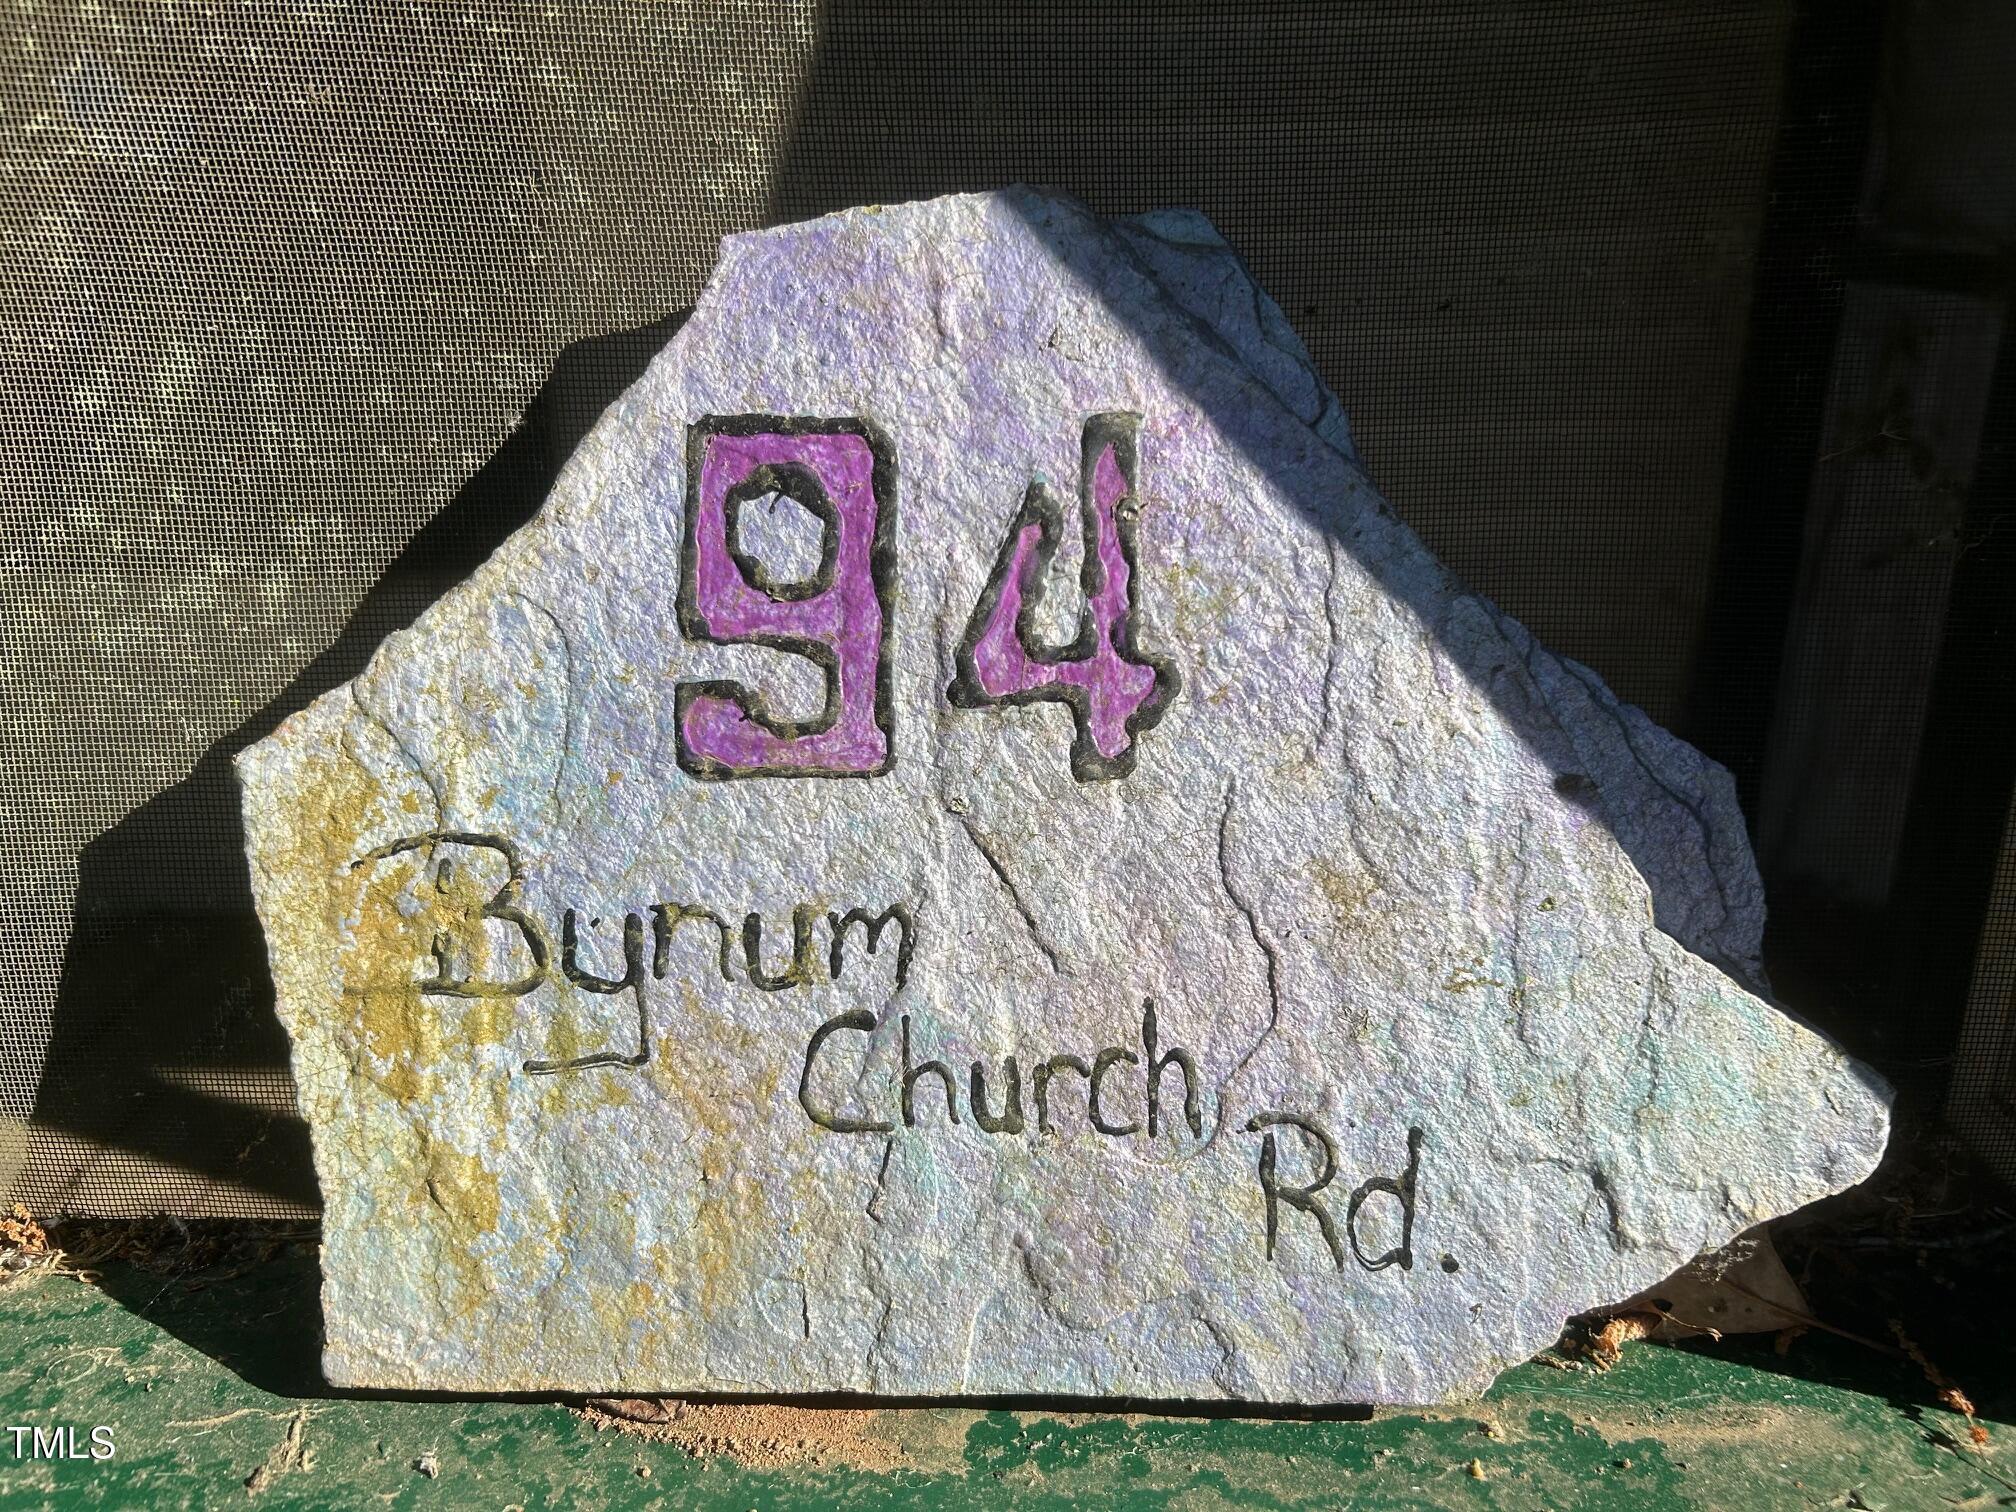 94
Bynum
Church
Rd.
TMLS